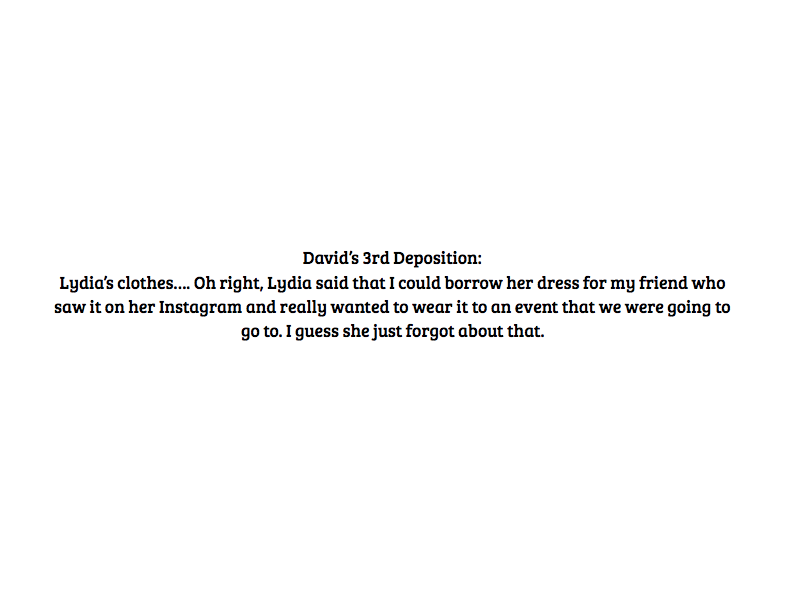 David’s 3rd Deposition:
Lydia’s clothes.... Oh right, Lydia said that I could borrow her dress for my friend who
saw it on her Instagram and really wanted to wear it to an event that we were going to
go to. I guess she just forgot about that.